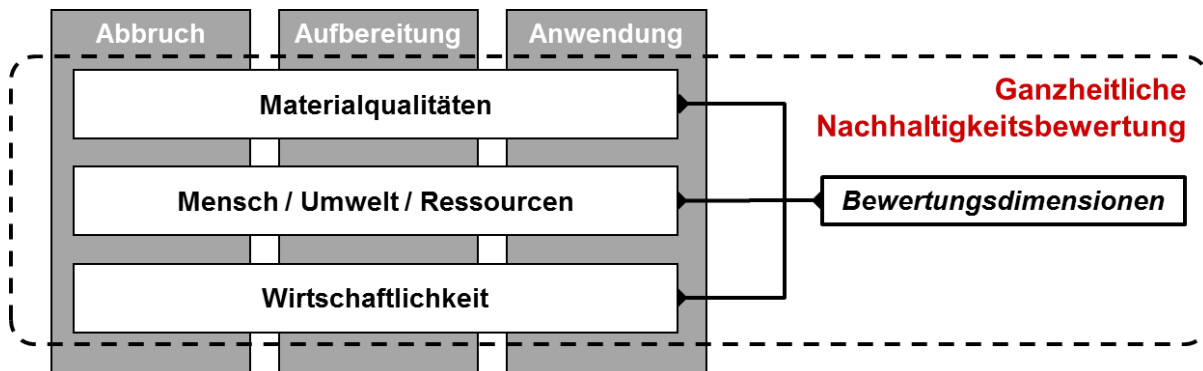 Abbruch
Aufbereitung
Anwendung
Materialqualitäten
Mensch / Umwelt / Ressourcen
Wirtschaftlichkeit
Ganzheitliche
Nachhaltigkeitsbewertung
Bewertungsdimensionen